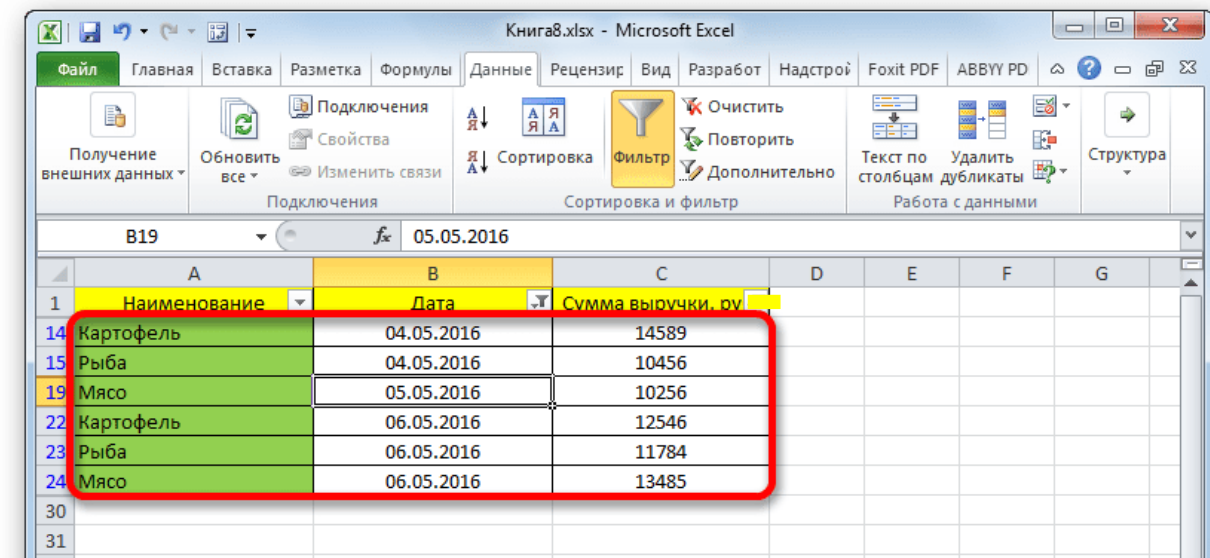 Книга8.xlsx - Microsoft Excel
Файл Главная Вставка Разметка Формулы Данные Рецензир Вид Разработ Надстрой Foxit PDF ABBYY PD
Получение внешних данных
Обновить все
Подключения
Свойства
Изменить связи
Подключения
Сортировка
Фильтр
Очистить
Повторить
Дополнительно
Сортировка и фильтр
Текст по столбцам
Удалить дубликаты
Работа с данными
Структура
B19 fx 05.05.2016
A B C D E F G
1 Наименование Дата Сумма выручки, ру
14 Картофель 04.05.2016 14589
15 Рыба 04.05.2016 10456
19 Мясо 05.05.2016 10256
22 Картофель 06.05.2016 12546
23 Рыба 06.05.2016 11784
24 Мясо 06.05.2016 13485
30
31